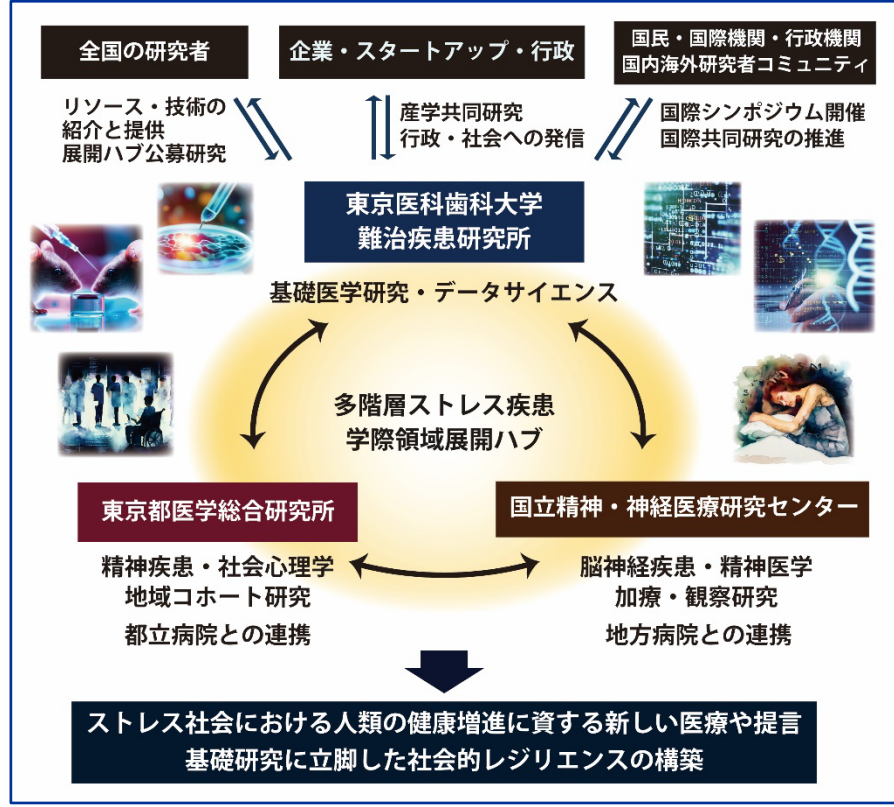 全国の研究者
企業・スタートアップ・行政
国民・国際機関・行政機関
国内海外研究者コミュニティ
リソース・技術の
紹介と提供
展開ハブ公募研究
産学共同研究
行政・社会への発信
国際シンポジウム開催
国際共同研究の推進
東京医科歯科大学
難治疾患研究所
基礎医学研究・データサイエンス
多階層ストレス疾患
学際領域展開ハブ
東京都医学総合研究所
国立精神・神経医療研究センター
精神疾患・社会心理学
地域コホート研究
都立病院との連携
脳神経疾患・精神医学
加療・観察研究
地方病院との連携
ストレス社会における人類の健康増進に資する新しい医療や提言
基礎研究に立脚した社会的レジリエンスの構築